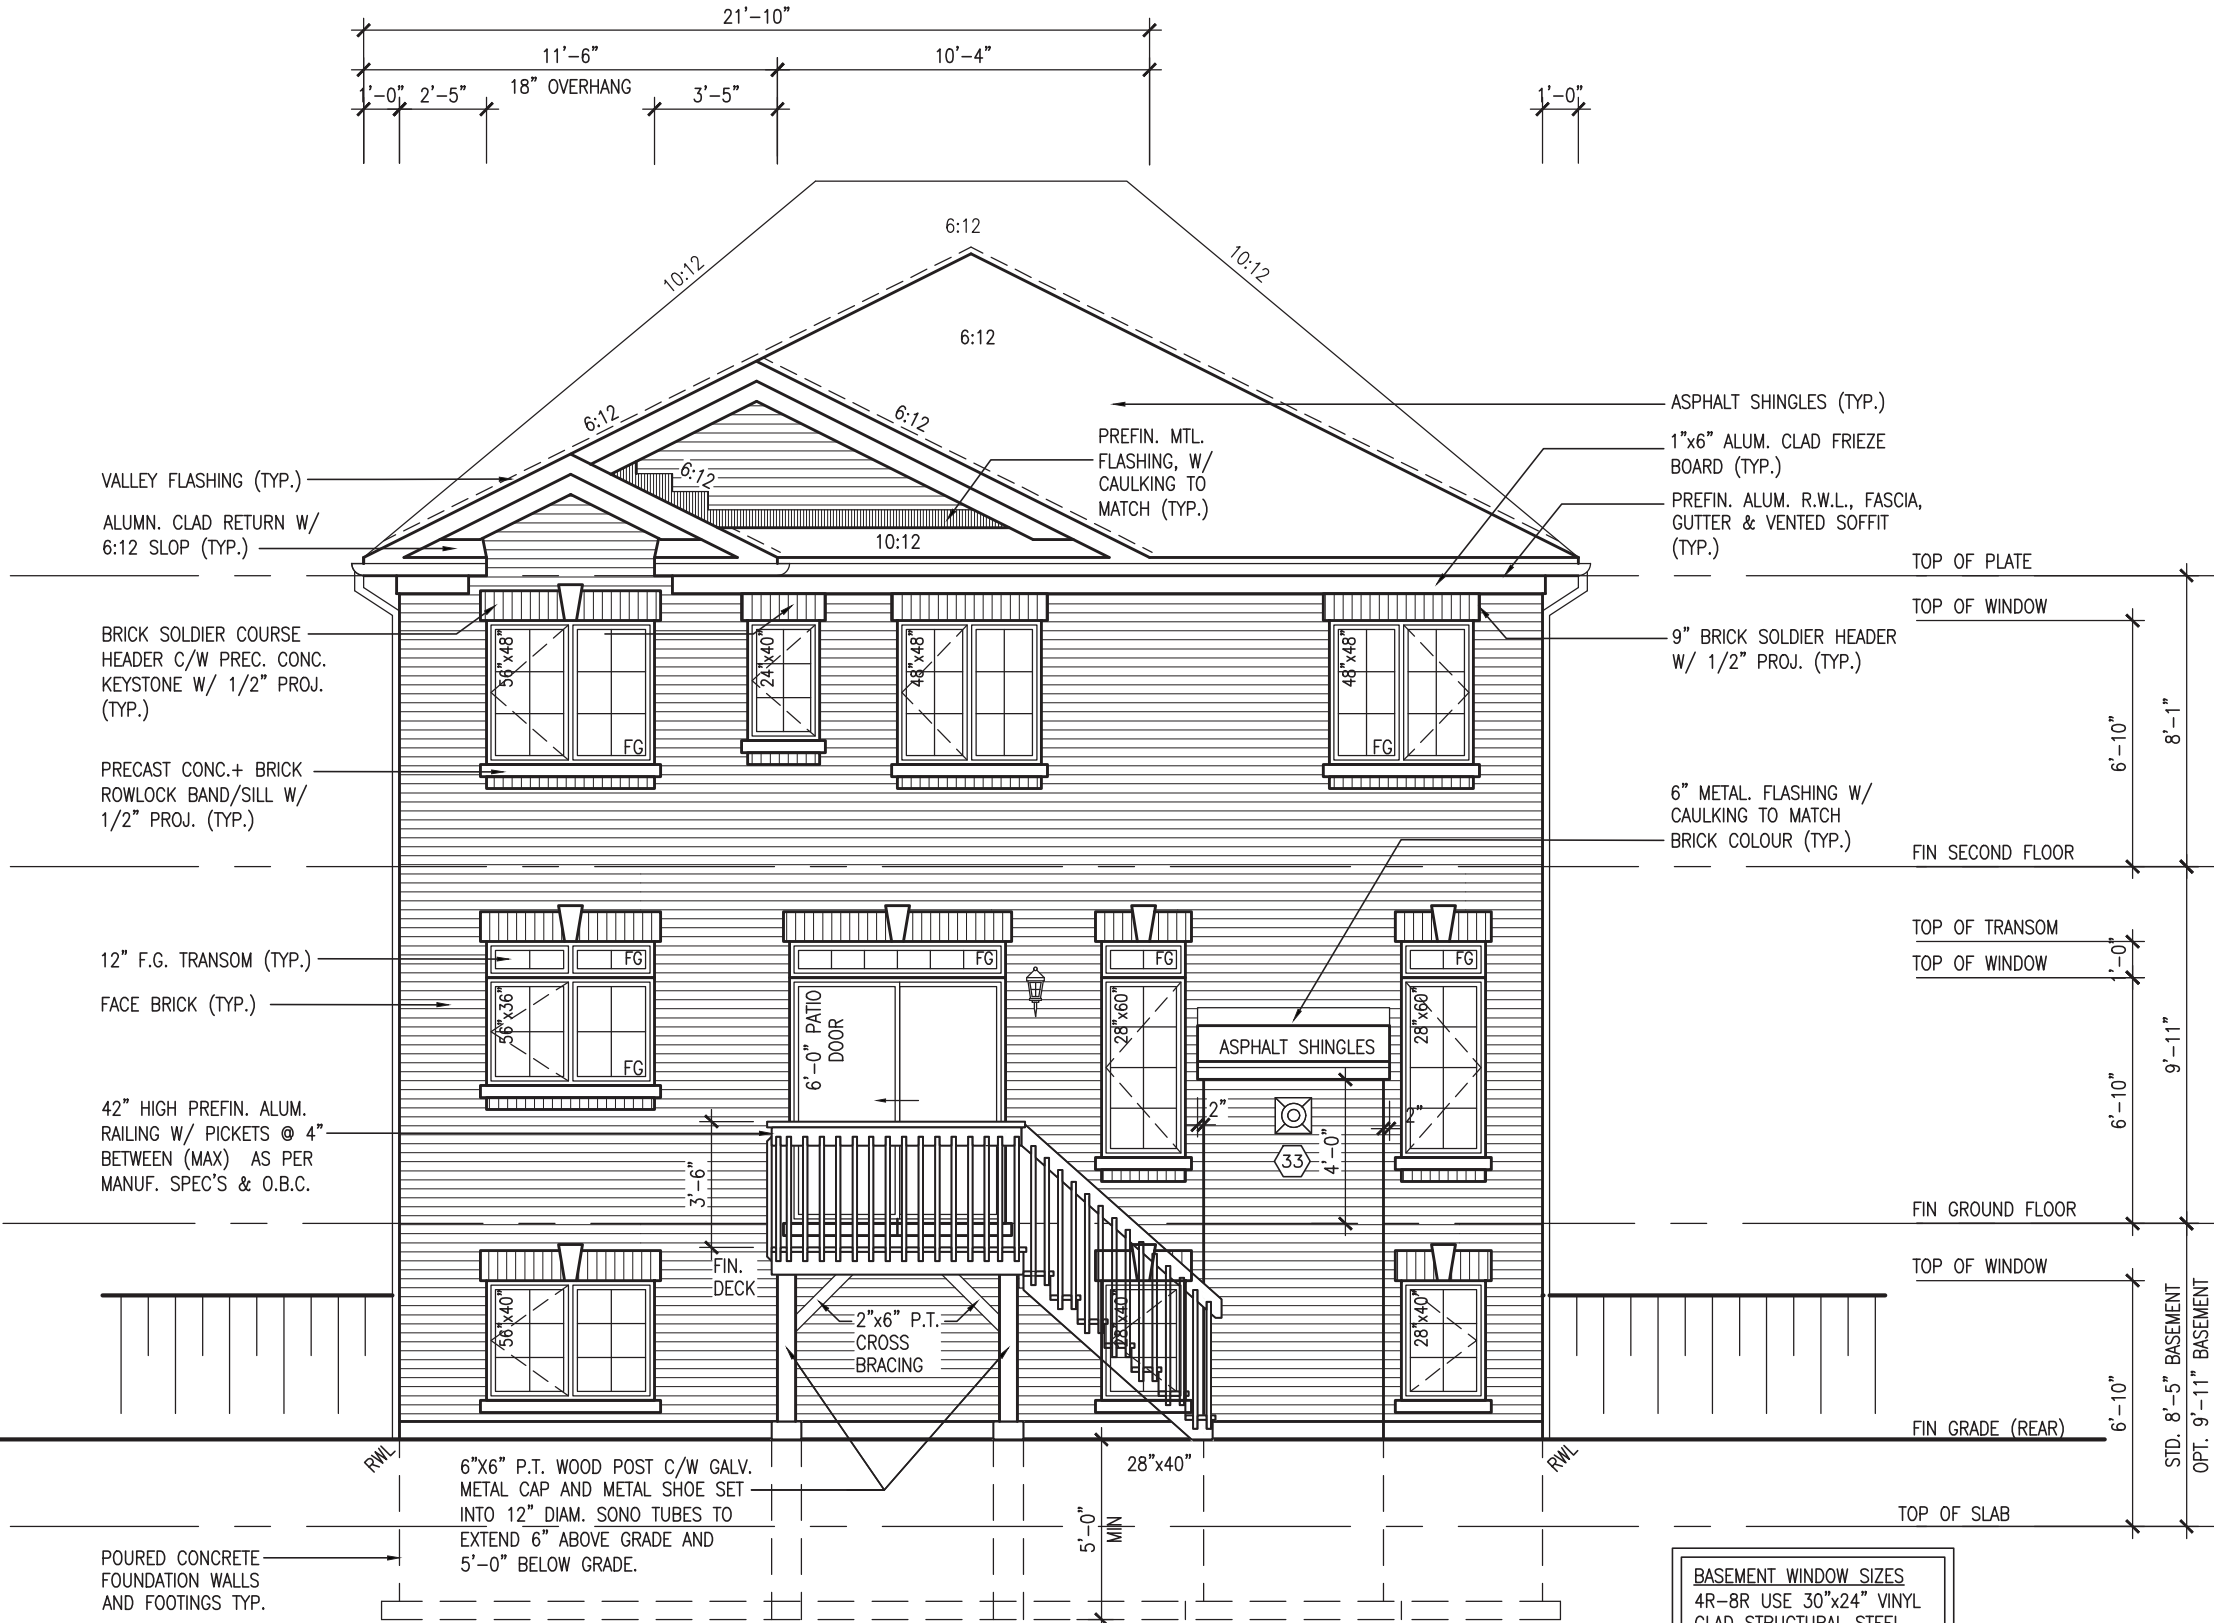 21'-10"
11'-6"
10'-4"
1'-0"
2'-5"
18" OVERHANG
3'-5"
1'-0"
6:12
10:12
10:12
6:12
6:12
6:12
6:12
10:12
VALLEY FLASHING (TYP.)
ALUMN. CLAD RETURN W/
6:12 SLOP (TYP.)
BRICK SOLDIER COURSE
HEADER C/W PREC. CONC.
KEYSTONE W/ 1/2" PROJ.
(TYP.)
PRECAST CONC.+ BRICK
ROWLOCK BAND/SILL W/
1/2" PROJ. (TYP.)
12" F.G. TRANSOM (TYP.)
FACE BRICK (TYP.)
42" HIGH PREFIN. ALUM.
RAILING W/ PICKETS @ 4"
BETWEEN (MAX) AS PER
MANUF. SPEC'S & O.B.C.
PREFIN. MTL.
FLASHING, W/
CAULKING TO
MATCH (TYP.)
ASPHALT SHINGLES (TYP.)
1"x6" ALUM. CLAD FRIEZE
BOARD (TYP.)
PREFIN. ALUM. R.W.L., FASCIA,
GUTTER & VENTED SOFFIT
(TYP.)
9" BRICK SOLDIER HEADER
W/ 1/2" PROJ. (TYP.)
6" METAL. FLASHING W/
CAULKING TO MATCH
BRICK COLOUR (TYP.)
TOP OF PLATE
TOP OF WINDOW
6'-10"
8'-1"
FIN SECOND FLOOR
TOP OF TRANSOM
1'-0"
TOP OF WINDOW
9'-11"
6'-10"
FIN GROUND FLOOR
TOP OF WINDOW
6'-10"
STD. 8'-5" BASEMENT
OPT. 9'-11" BASEMENT
FIN GRADE (REAR)
TOP OF SLAB
56"x48"
FG
24"x40"
48"x48"
48"x48"
FG
FG
56"x36"
FG
FG
6'-0" PATIO
DOOR
FG
28"x60"
FG
28"x60"
ASPHALT SHINGLES
2"
2"
33
4'-0"
3'-6"
FIN.
DECK
56"x40"
2"x6" P.T.
CROSS
BRACING
28"x40"
28"x40"
RWL
RWL
28"x40"
6"X6" P.T. WOOD POST C/W GALV.
METAL CAP AND METAL SHOE SET
INTO 12" DIAM. SONO TUBES TO
EXTEND 6" ABOVE GRADE AND
5'-0" BELOW GRADE.
5'-0"
MIN
POURED CONCRETE
FOUNDATION WALLS
AND FOOTINGS TYP.
BASEMENT WINDOW SIZES
4R-8R USE 30"x24" VINYL
CLAD STRUCTURAL STEEL